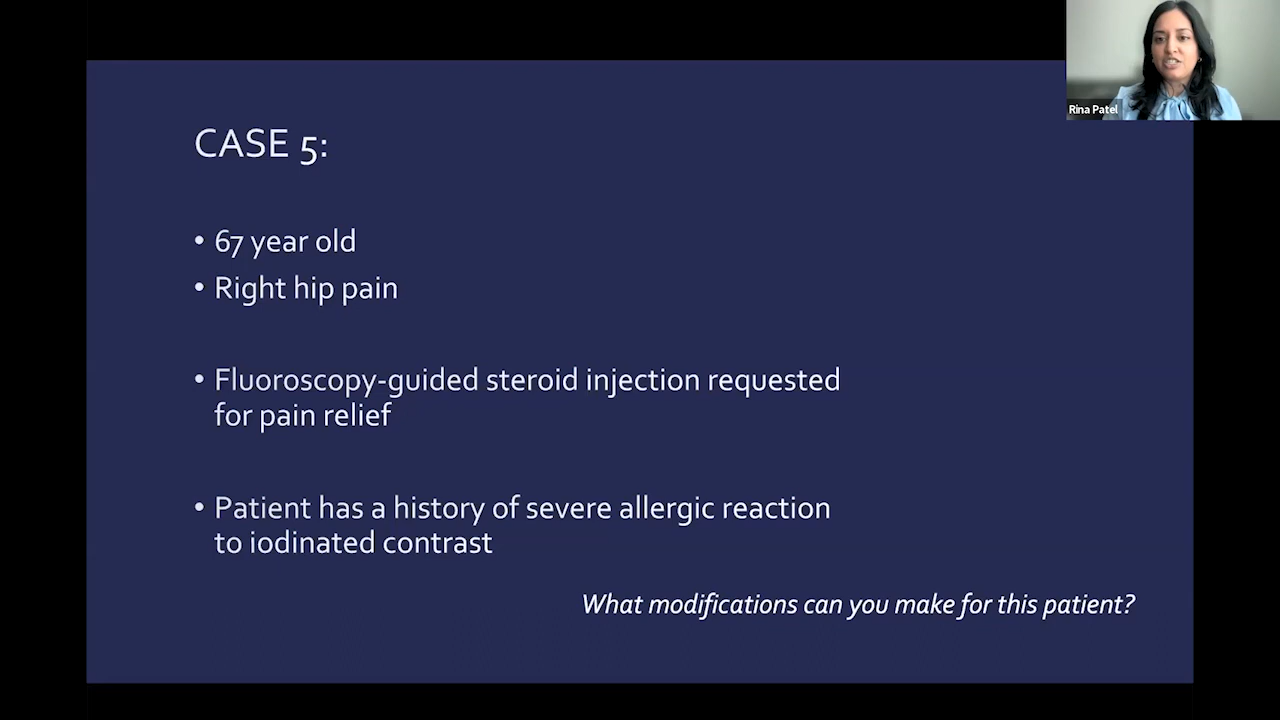 Rina Patel
CASE 5:
• 67 year old
• Right hip pain
• Fluoroscopy-guided steroid injection requested
for pain relief
• Patient has a history of severe allergic reaction
to iodinated contrast
What modifications can you make for this patient?